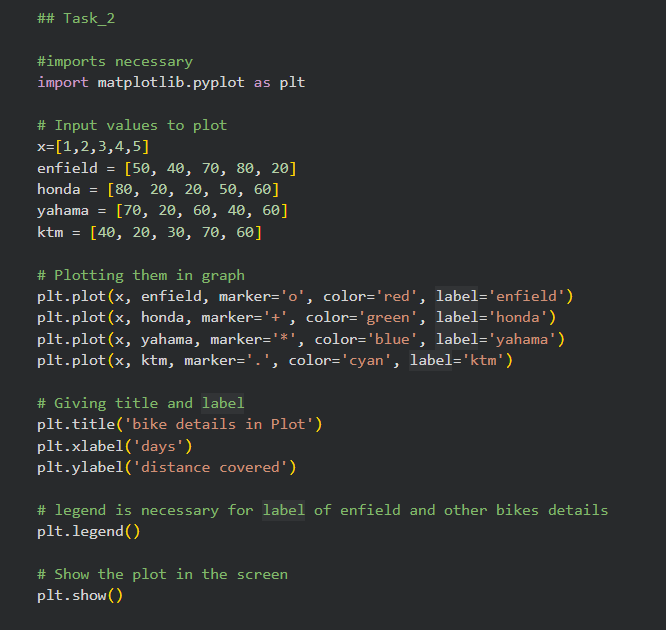 ## Task_2
#imports necessary
import matplotlib.pyplot as plt
# Input values to plot
x=[1,2,3,4,5]
enfield = [50, 40, 70, 80, 20]
honda = [80, 20, 20, 50, 60]
yahama = [70, 20, 60, 40, 60]
ktm = [40, 20, 30, 70, 60]
# Plotting them in graph
plt.plot(x, enfield, marker='o', color='red', label='enfield')
plt.plot(x, honda, marker='+', color='green', label='honda')
plt.plot(x, yahama, marker='*', color='blue', label='yahama')
plt.plot(x, ktm, marker='.', color='cyan', label='ktm')
# Giving title and label
plt.title('bike details in Plot')
plt.xlabel('days')
plt.ylabel('distance covered')
# legend is necessary for label of enfield and other bikes details
plt.legend()
# Show the plot in the screen
plt.show()